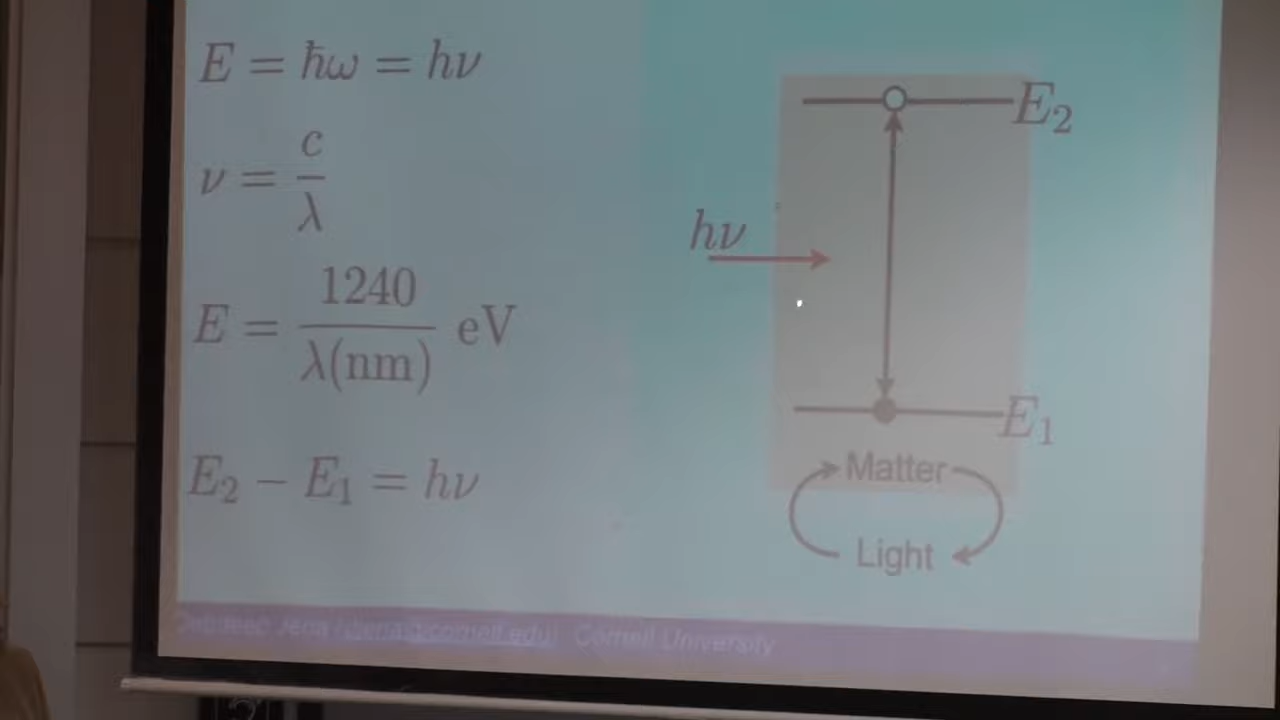 E = ħω = hν
ν = c/λ
E = 1240/λ(nm) eV
E₂ − E₁ = hν
E₂
hν
E₁
Matter
Light
Cornell University